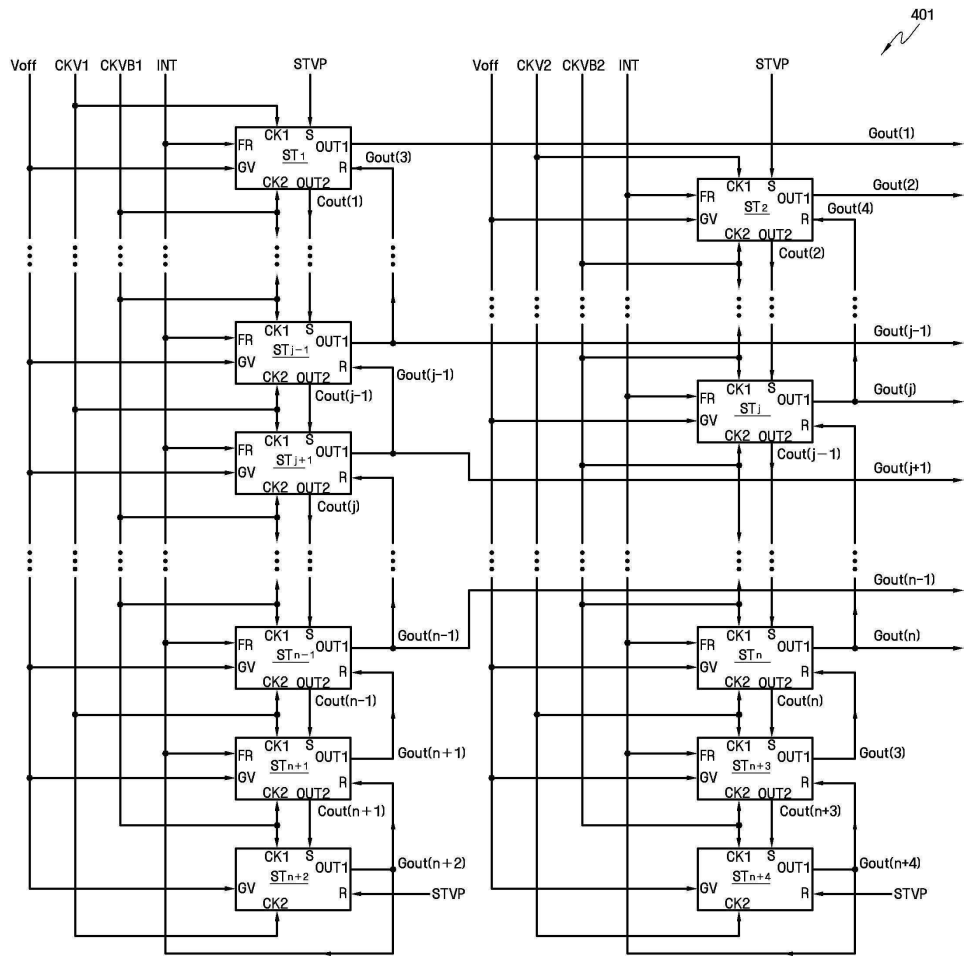 401
Voff CKV1 CKVB1 INT STVP Voff CKV2 CKVB2 INT STVP
CK1 S
FR OUT1
ST1
GV R
CK2 OUT2
Gout(1)
Gout(3)
Cout(1)
CK1 S
FR OUT1
ST2
GV R
CK2 OUT2
Gout(2)
Gout(4)
Cout(2)
CK1 S
FR OUT1
STj-1
GV R
CK2 OUT2
Gout(j-1)
Gout(j-1)
Cout(j-1)
CK1 S
FR OUT1
STj
GV R
CK2 OUT2
Gout(j)
Cout(j-1)
CK1 S
FR OUT1
STj+1
GV R
CK2 OUT2
Gout(j+1)
Cout(j)
Gout(n-1)
CK1 S
FR OUT1
STn-1
GV R
CK2 OUT2
Gout(n-1)
Cout(n-1)
CK1 S
FR OUT1
STn
GV R
CK2 OUT2
Gout(n)
Cout(n)
CK1 S
FR OUT1
STn+1
GV R
CK2 OUT2
Gout(n+1)
Cout(n+1)
CK1 S
FR OUT1
STn+3
GV R
CK2 OUT2
Gout(3)
Cout(n+3)
CK1 S
OUT1
STn+2
GV R
CK2
Gout(n+2)
STVP
CK1 S
OUT1
STn+4
GV R
CK2
Gout(n+4)
STVP